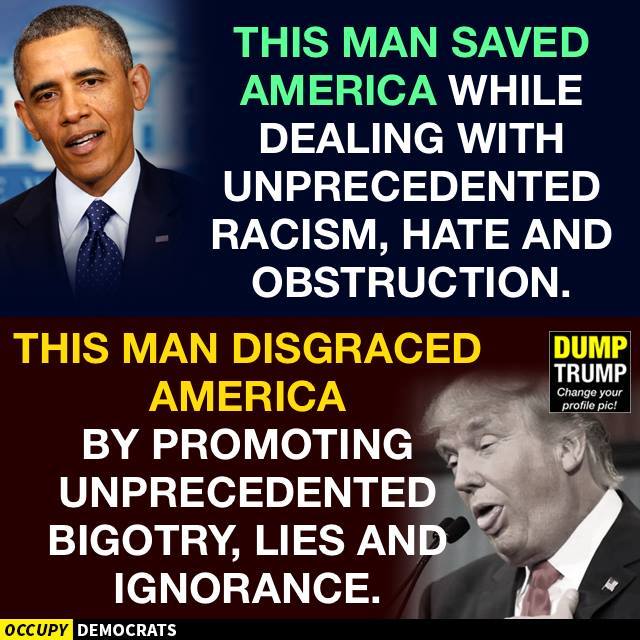 THIS MAN SAVED
AMERICA WHILE
DEALING WITH
UNPRECEDENTED
RACISM, HATE AND
OBSTRUCTION.
THIS MAN DISGRACED
AMERICA
BY PROMOTING
UNPRECEDENTED
BIGOTRY, LIES AND
IGNORANCE.
DUMP
TRUMP
Change your
profile pic!
OCCUPY DEMOCRATS